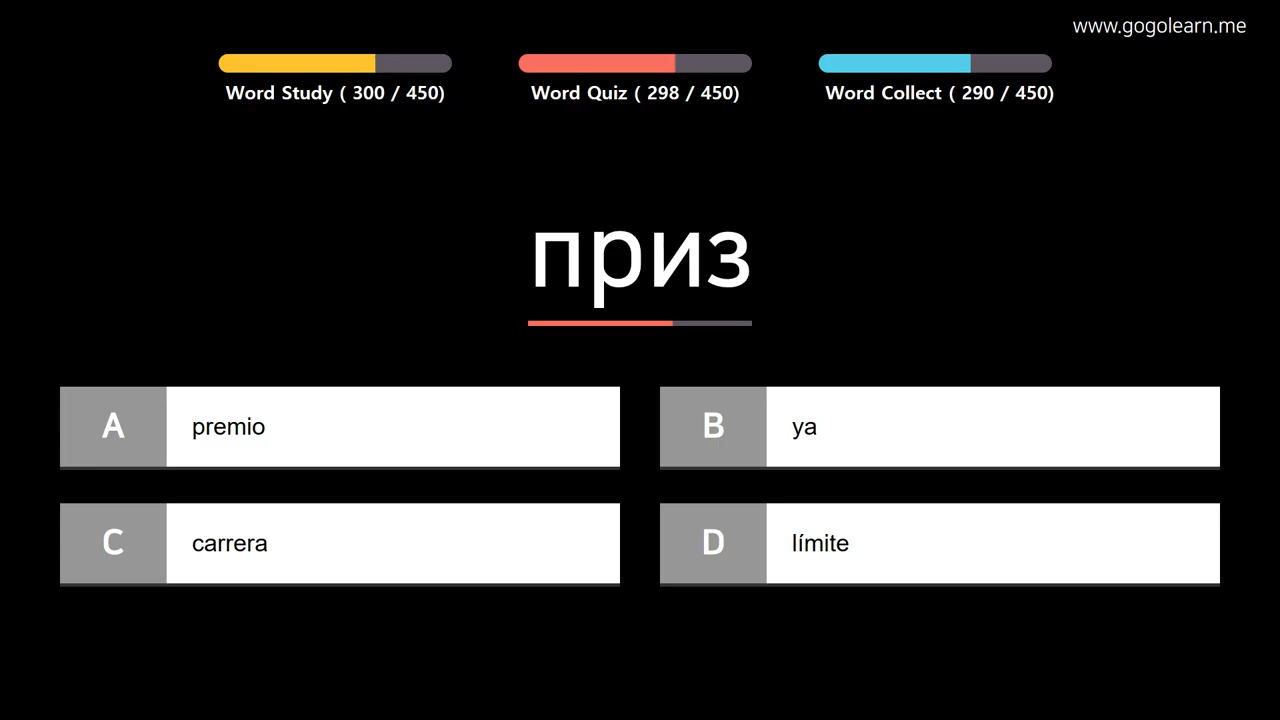 www.gogolearn.me
Word Study ( 300 / 450) Word Quiz ( 298 / 450) Word Collect ( 290 / 450)
приз
A premio
B ya
C carrera
D límite